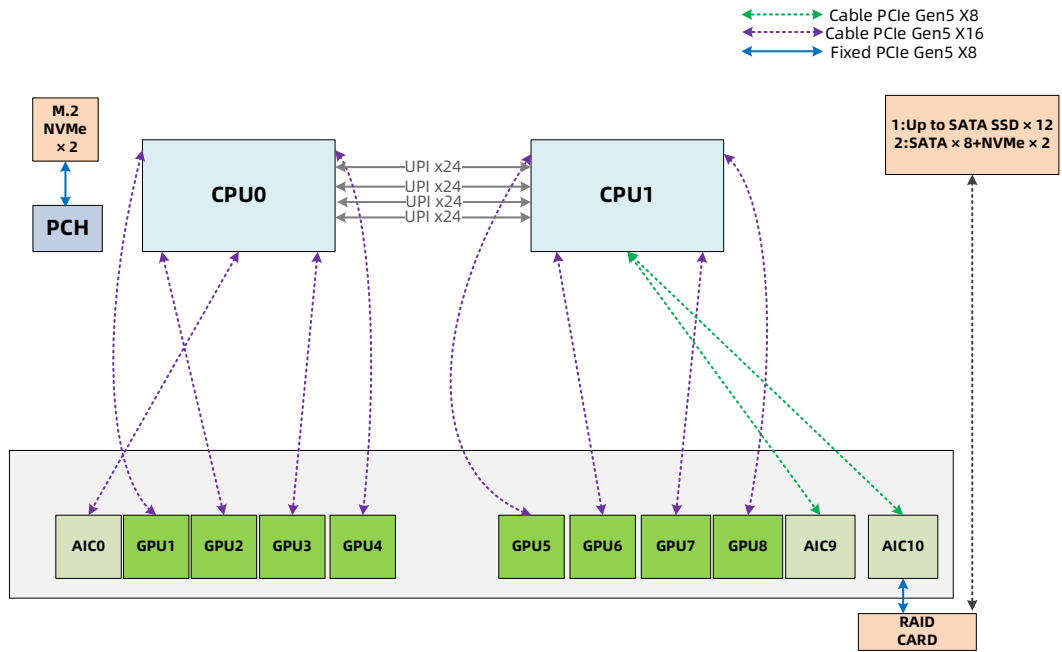 Cable PCIe Gen5 X8
Cable PCIe Gen5 X16
Fixed PCIe Gen5 X8
M.2
NVMe
× 2
PCH
CPU0
UPI x24
UPI x24
UPI x24
UPI x24
CPU1
1:Up to SATA SSD × 12
2:SATA × 8+NVMe × 2
AIC0
GPU1
GPU2
GPU3
GPU4
GPU5
GPU6
GPU7
GPU8
AIC9
AIC10
RAID
CARD